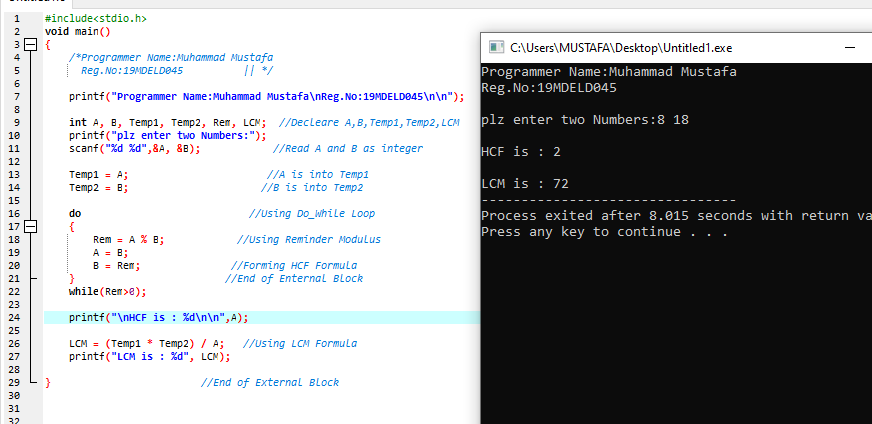 1 #include<stdio.h>
2 void main()
3 {
4 /*Programmer Name:Muhammad Mustafa
5 Reg.No:19MDELD045 || */
6
7 printf("Programmer Name:Muhammad Mustafa\nReg.No:19MDELD045\n\n");
8
9 int A, B, Temp1, Temp2, Rem, LCM; //Decleare A,B,Temp1,Temp2,LCM
10 printf("plz enter two Numbers:");
11 scanf("%d %d",&A, &B); //Read A and B as integer
12
13 Temp1 = A; //A is into Temp1
14 Temp2 = B; //B is into Temp2
15
16 do //Using Do_While Loop
17 {
18 Rem = A % B; //Using Reminder Modulus
19 A = B;
20 B = Rem; //Forming HCF Formula
21 } //End of Enternal Block
22 while(Rem>0);
23
24 printf("\nHCF is : %d\n\n",A);
25
26 LCM = (Temp1 * Temp2) / A; //Using LCM Formula
27 printf("LCM is : %d", LCM);
28
29 } //End of External Block
30
31
32
C:\Users\MUSTAFA\Desktop\Untitled1.exe
Programmer Name:Muhammad Mustafa
Reg.No:19MDELD045
plz enter two Numbers:8 18
HCF is : 2
LCM is : 72
--------------------------------
Process exited after 8.015 seconds with return va
Press any key to continue . . .